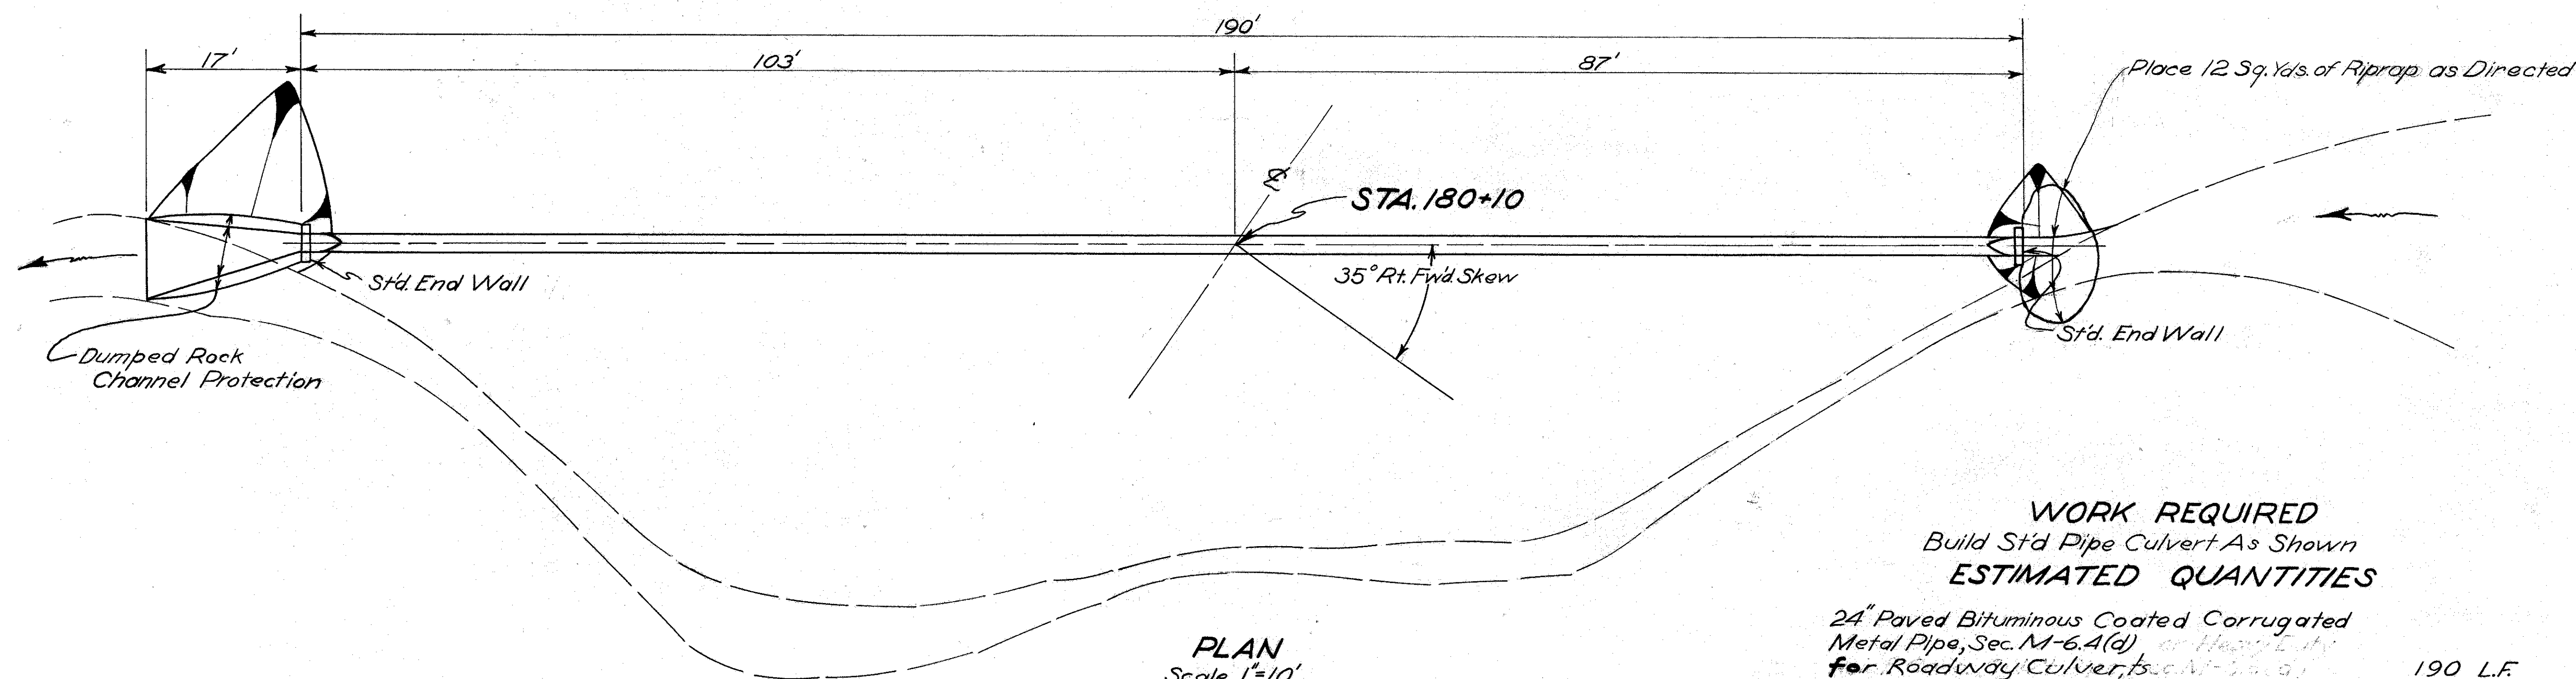 190'
17'
103'
87'
Place 12 Sq. Yds. of Riprap as Directed
℄
STA. 180+10
35° Rt. Fw'd. Skew
St'd. End Wall
St'd. End Wall
Dumped Rock
Channel Protection
WORK REQUIRED
Build St'd Pipe Culvert As Shown
ESTIMATED QUANTITIES
24" Paved Bituminous Coated Corrugated
Metal Pipe, Sec. M-6.4(d)
for Roadway Culverts 190 L.F.
PLAN
Scale 1"=10'